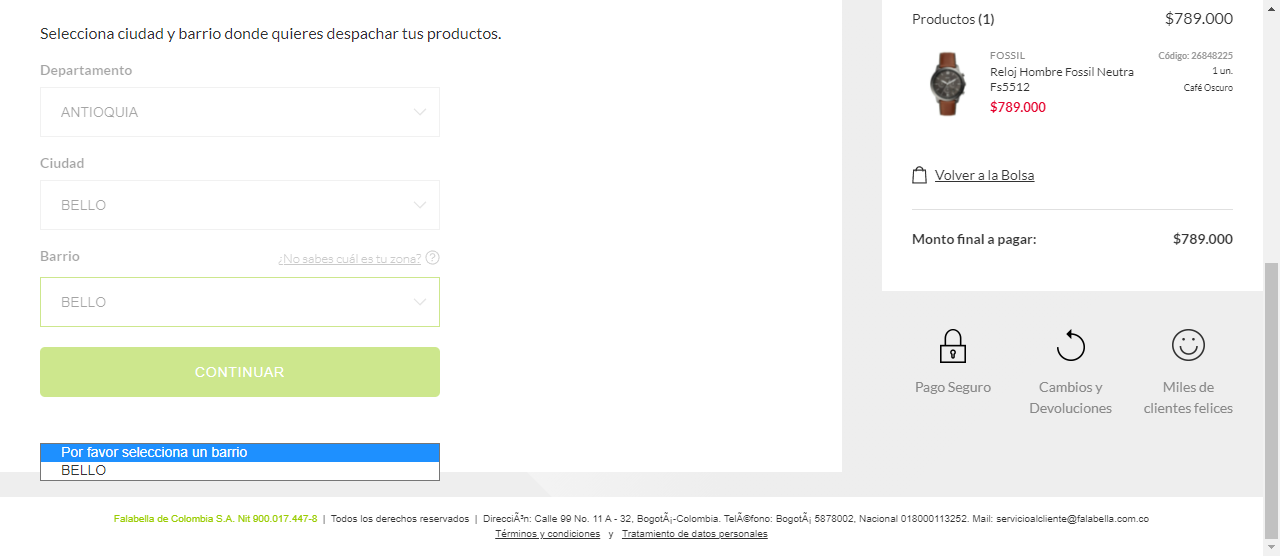 Selecciona ciudad y barrio donde quieres despachar tus productos.
Departamento
ANTIOQUIA
Ciudad
BELLO
Barrio
¿No sabes cuál es tu zona? ?
BELLO
CONTINUAR
Por favor selecciona un barrio
BELLO
Productos (1) $789.000
FOSSIL Código: 26848225
Reloj Hombre Fossil Neutra 1 un.
Fs5512 Café Oscuro
$789.000
Volver a la Bolsa
Monto final a pagar: $789.000
Pago Seguro
Cambios y
Devoluciones
Miles de
clientes felices
Falabella de Colombia S.A. Nit 900.017.447-8 | Todos los derechos reservados | DirecciÃ³n: Calle 99 No. 11 A - 32, BogotÃ¡-Colombia. TelÃ©fono: BogotÃ¡ 5878002, Nacional 018000113252. Mail: servicioalcliente@falabella.com.co
Términos y condiciones y Tratamiento de datos personales